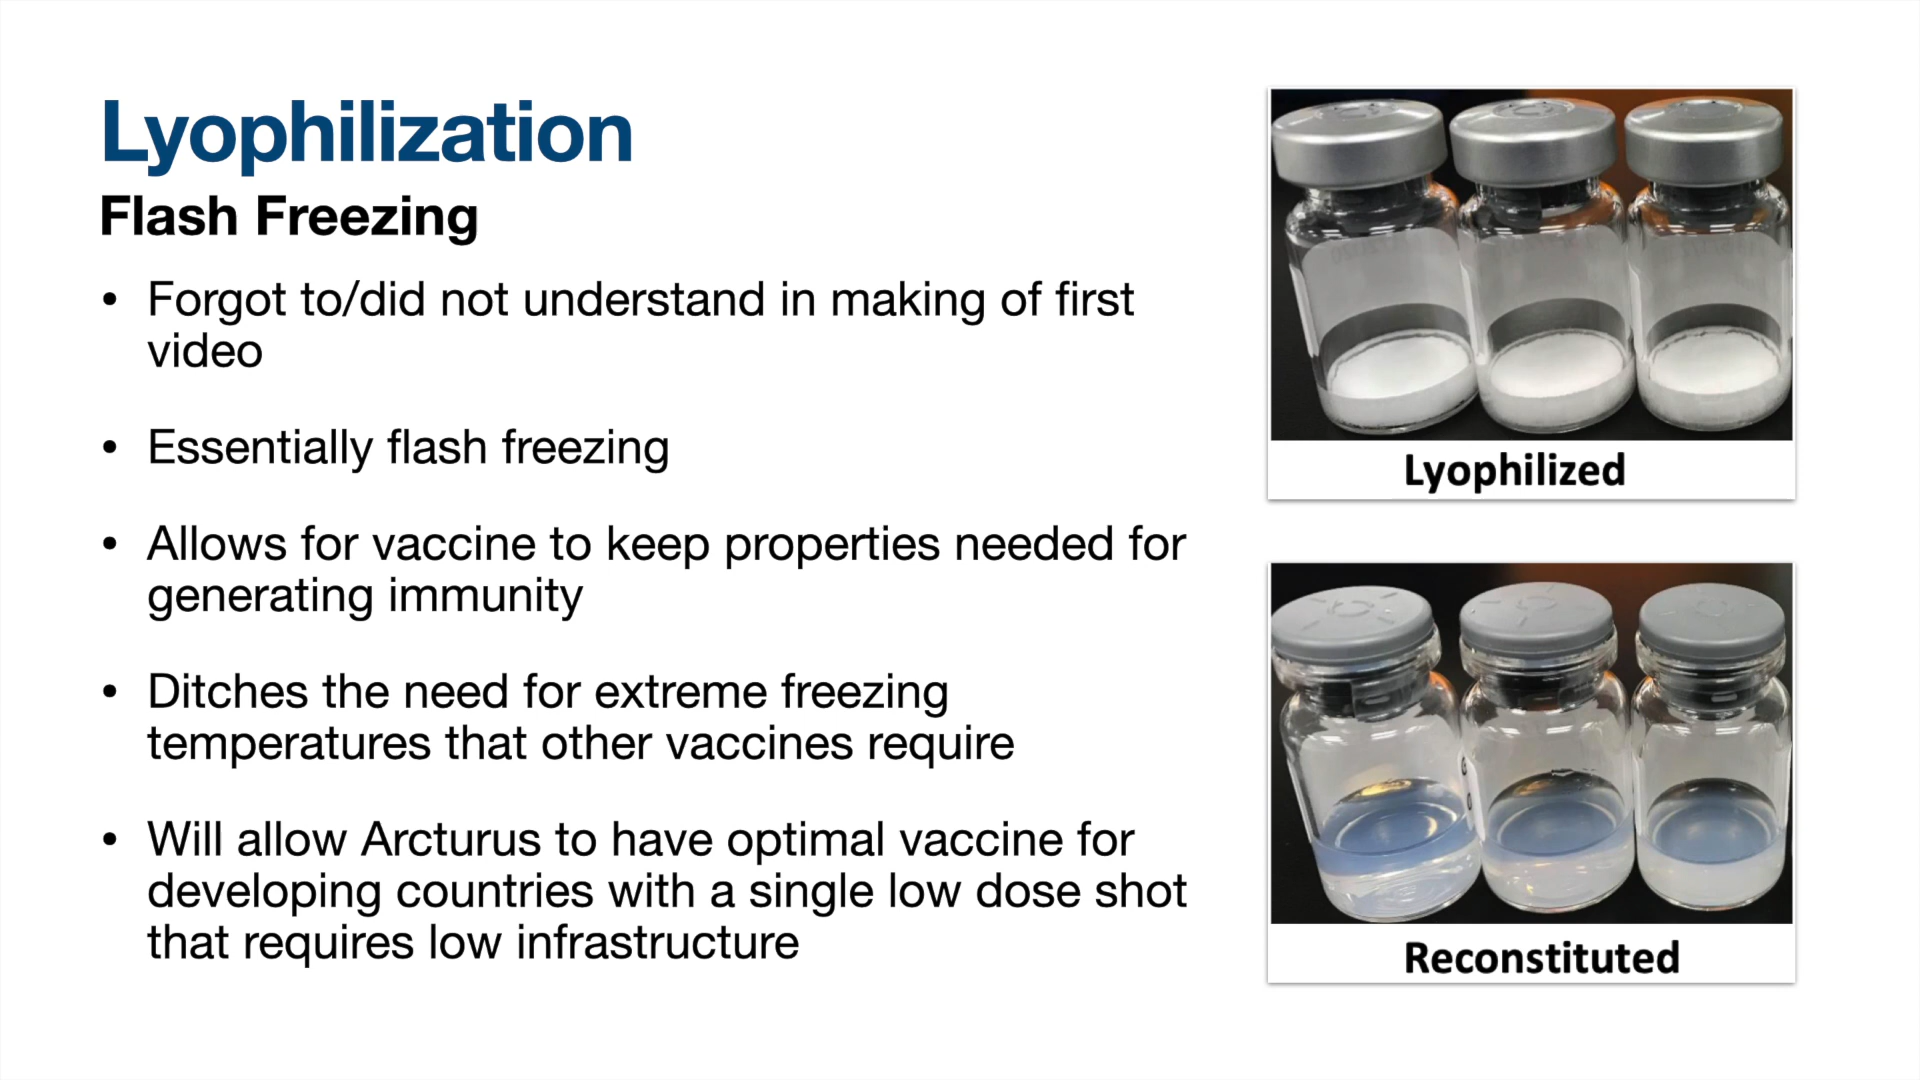 Lyophilization
Flash Freezing
• Forgot to/did not understand in making of first
video
• Essentially flash freezing
• Allows for vaccine to keep properties needed for
generating immunity
• Ditches the need for extreme freezing
temperatures that other vaccines require
• Will allow Arcturus to have optimal vaccine for
developing countries with a single low dose shot
that requires low infrastructure
Lyophilized
Reconstituted